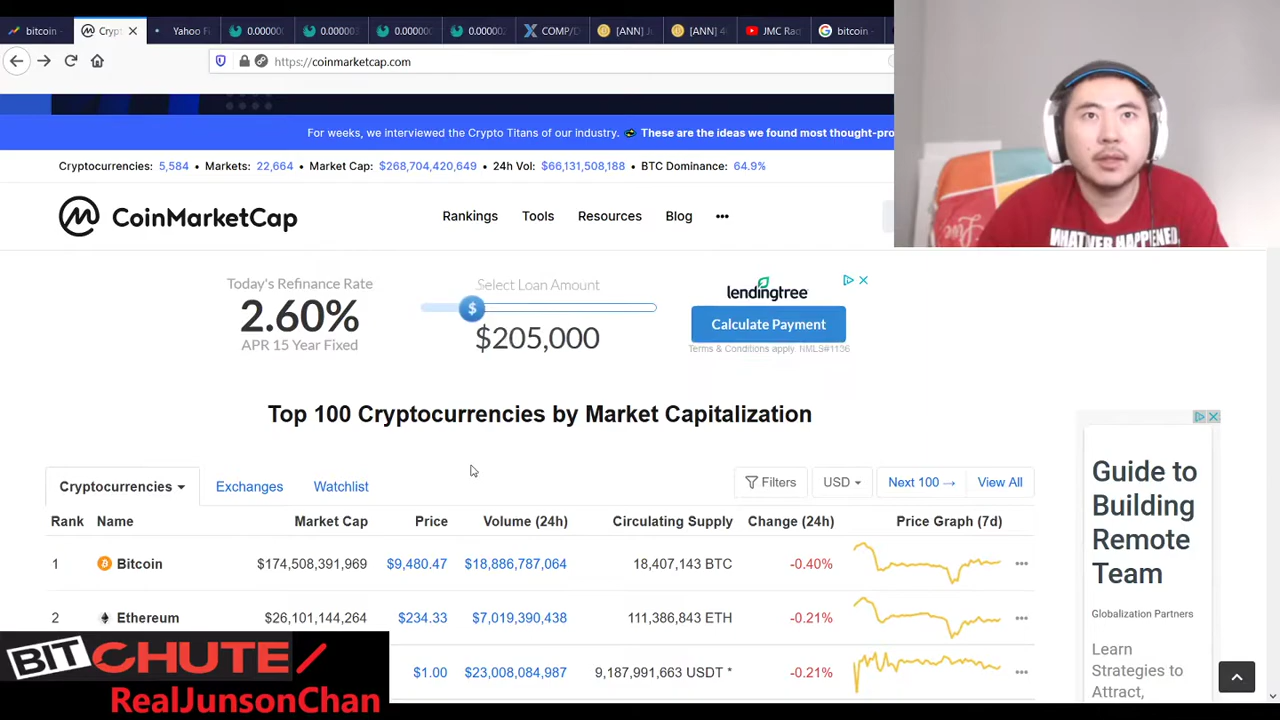 bitcoin
Cryp
Yahoo F
0.00000
0.00000
0.00000
0.00000
COMP/D
[ANN] J
[ANN] 4
JMC Rad
bitcoin
https://coinmarketcap.com
For weeks, we interviewed the Crypto Titans of our industry. These are the ideas we found most thought-pro
Cryptocurrencies: 5,584 • Markets: 22,664 • Market Cap: $268,704,420,649 • 24h Vol: $66,131,508,188 • BTC Dominance: 64.9%
CoinMarketCap
Rankings Tools Resources Blog
WHATEVER HAPPENED
Today's Refinance Rate
2.60%
APR 15 Year Fixed
Select Loan Amount
$
$205,000
lendingtree
Calculate Payment
Terms & Conditions apply. NMLS#1136
Top 100 Cryptocurrencies by Market Capitalization
Cryptocurrencies Exchanges Watchlist Filters USD Next 100 → View All
Rank Name Market Cap Price Volume (24h) Circulating Supply Change (24h) Price Graph (7d)
1 Bitcoin $174,508,391,969 $9,480.47 $18,886,787,064 18,407,143 BTC -0.40%
2 Ethereum $26,101,144,264 $234.33 $7,019,390,438 111,386,843 ETH -0.21%
$1.00 $23,008,084,987 9,187,991,663 USDT * -0.21%
Guide to
Building
Remote
Team
Globalization Partners
Learn
Strategies to
Attract,
BITCHUTE
RealJunsonChan